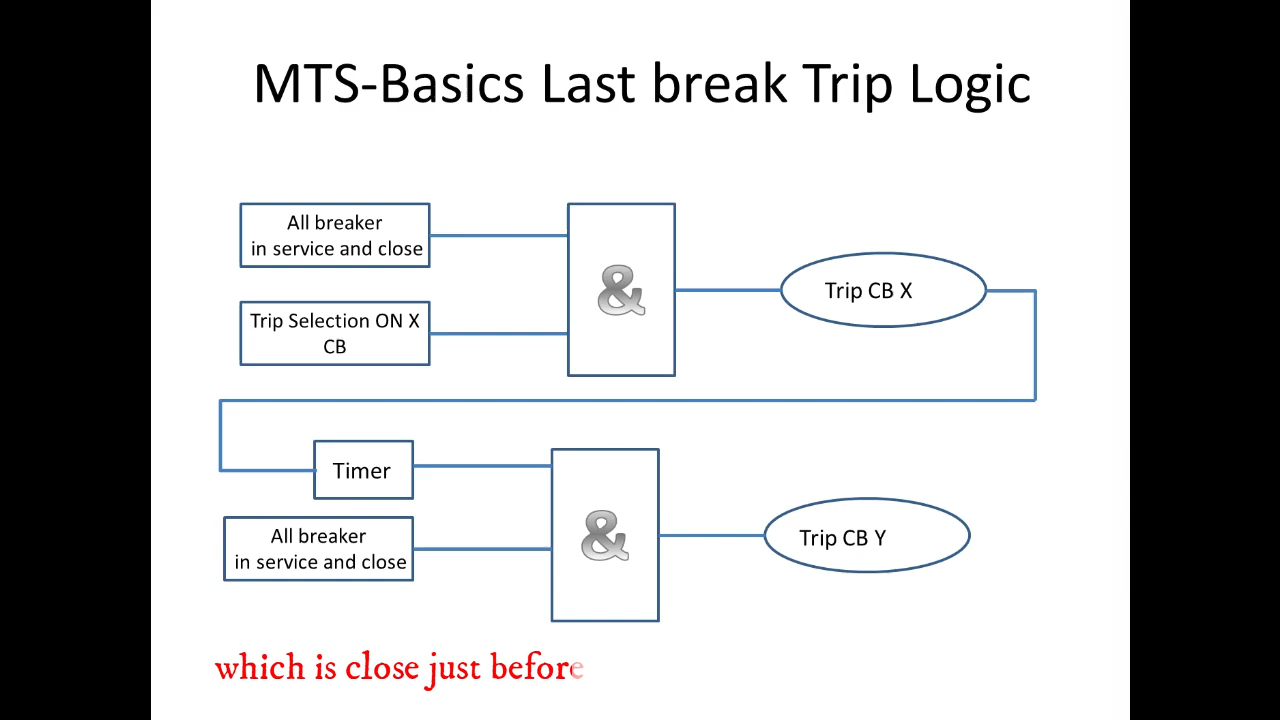 MTS-Basics Last break Trip Logic
All breaker
in service and close
&
Trip CB X
Trip Selection ON X
CB
Timer
All breaker
in service and close
&
Trip CB Y
which is close just before